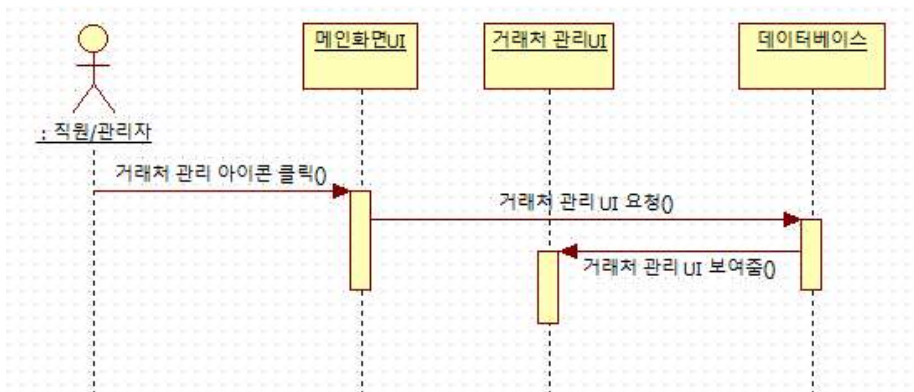 메인화면UI
거래처 관리UI
데이터베이스
: 직원/관리자
거래처 관리 아이콘 클릭()
거래처 관리 UI 요청()
거래처 관리 UI 보여줌()